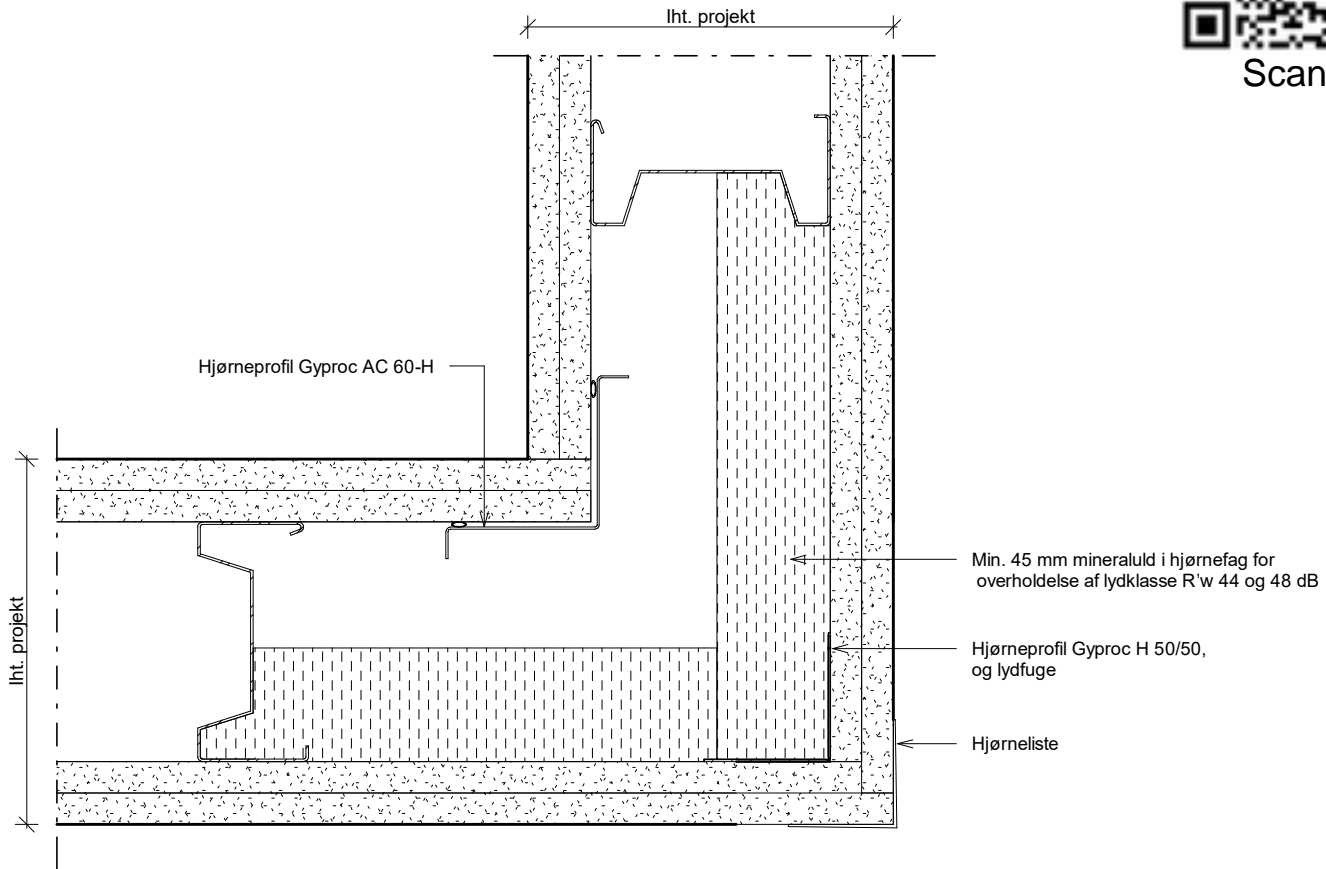 Iht. projekt
Scan
Hjørneprofil Gyproc AC 60-H
Iht. projekt
Min. 45 mm mineraluld i hjørnefag for
overholdelse af lydklasse R'w 44 og 48 dB
Hjørneprofil Gyproc H 50/50,
og lydfuge
Hjørneliste